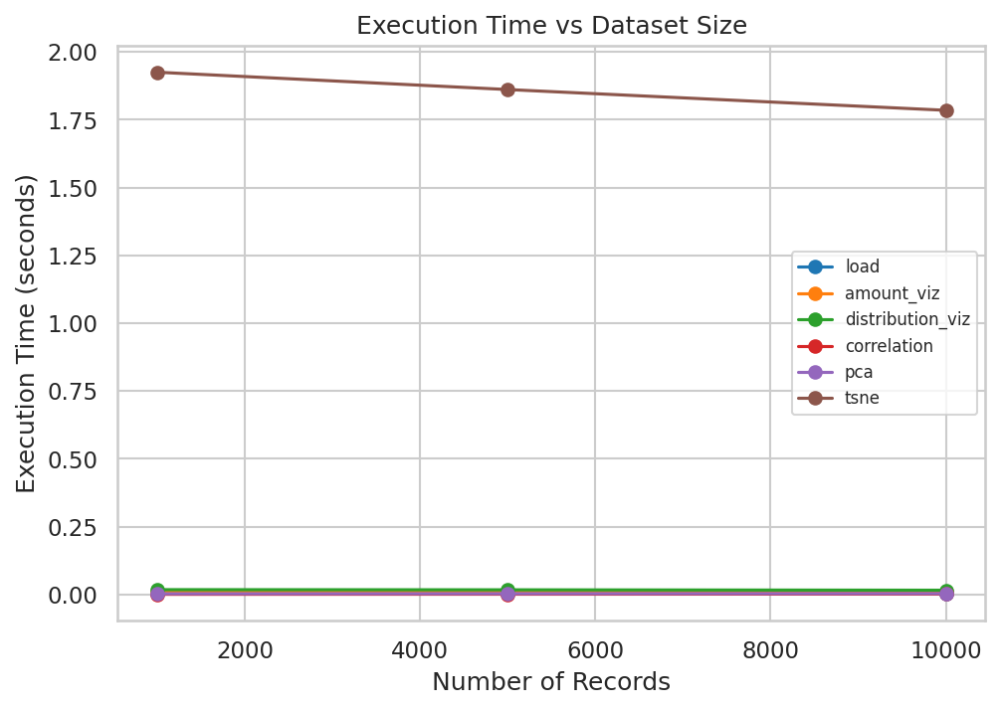 Execution Time vs Dataset Size
2.00
1.75
1.50
1.25
1.00
0.75
0.50
0.25
0.00
Execution Time (seconds)
load
amount_viz
distribution_viz
correlation
pca
tsne
2000
4000
6000
8000
10000
Number of Records